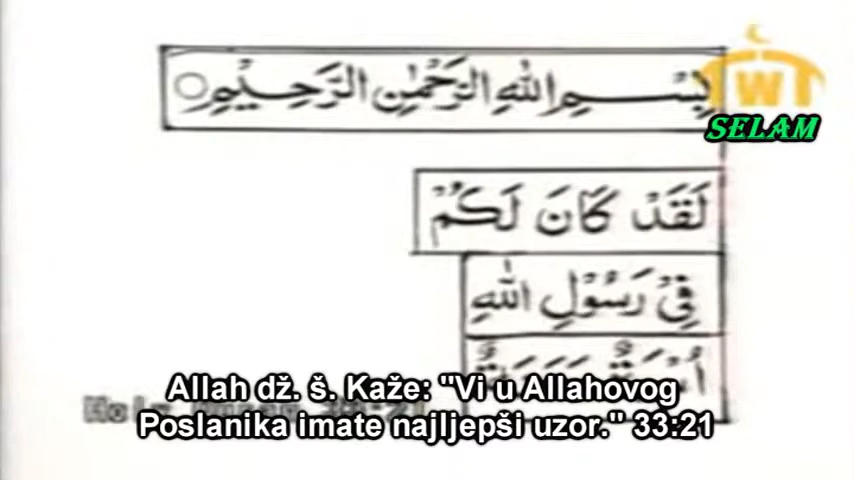 بِسْمِ اللهِ الرَّحْمٰنِ الرَّحِيْمِ
W T
SELAM
لَقَدْ كَانَ لَكُمْ
فِيْ رَسُوْلِ اللهِ
Allah dž. š. Kaže: "Vi u Allahovog
Poslanika imate najljepši uzor." 33:21